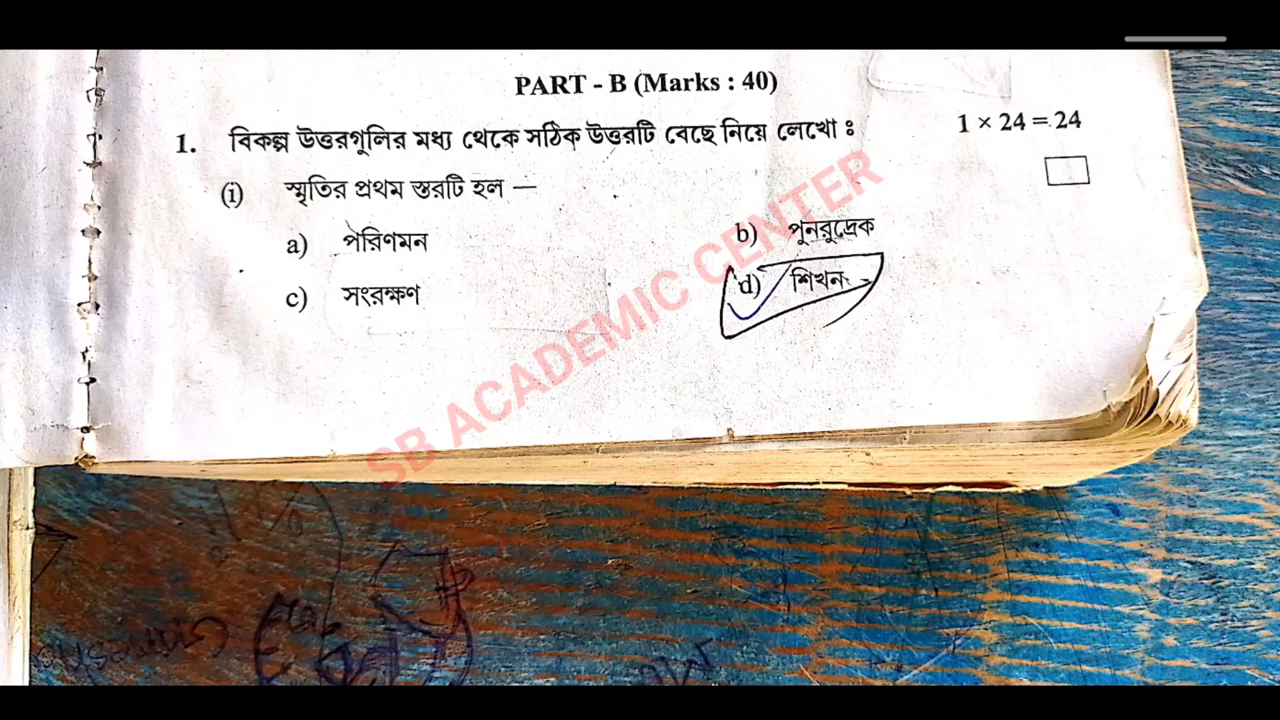 PART - B (Marks : 40)
1. বিকল্প উত্তরগুলির মধ্য থেকে সঠিক উত্তরটি বেছে নিয়ে লেখো ঃ 1 × 24 = 24
(i) স্মৃতির প্রথম স্তরটি হল —
a) পরিণমন b) পুনরুদ্রেক
c) সংরক্ষণ d) শিখন
SB ACADEMIC CENTER